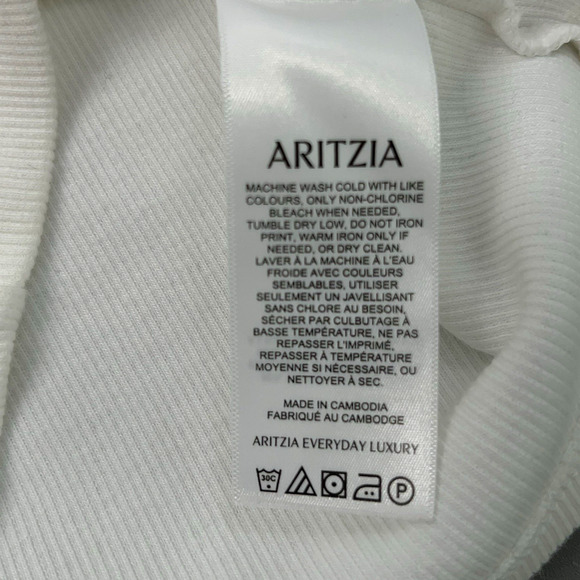 ARITZIA
MACHINE WASH COLD WITH LIKE
COLOURS, ONLY NON-CHLORINE
BLEACH WHEN NEEDED,
TUMBLE DRY LOW, DO NOT IRON
PRINT, WARM IRON ONLY IF
NEEDED, OR DRY CLEAN.
LAVER À LA MACHINE À L'EAU
FROIDE AVEC COULEURS
SEMBLABLES, UTILISER
SEULEMENT UN JAVELLISANT
SANS CHLORE AU BESOIN,
SÉCHER PAR CULBUTAGE À
BASSE TEMPÉRATURE, NE PAS
REPASSER L'IMPRIMÉ,
REPASSER À TEMPÉRATURE
MOYENNE SI NÉCESSAIRE, OU
NETTOYER À SEC.
MADE IN CAMBODIA
FABRIQUÉ AU CAMBODGE
ARITZIA EVERYDAY LUXURY
30C P